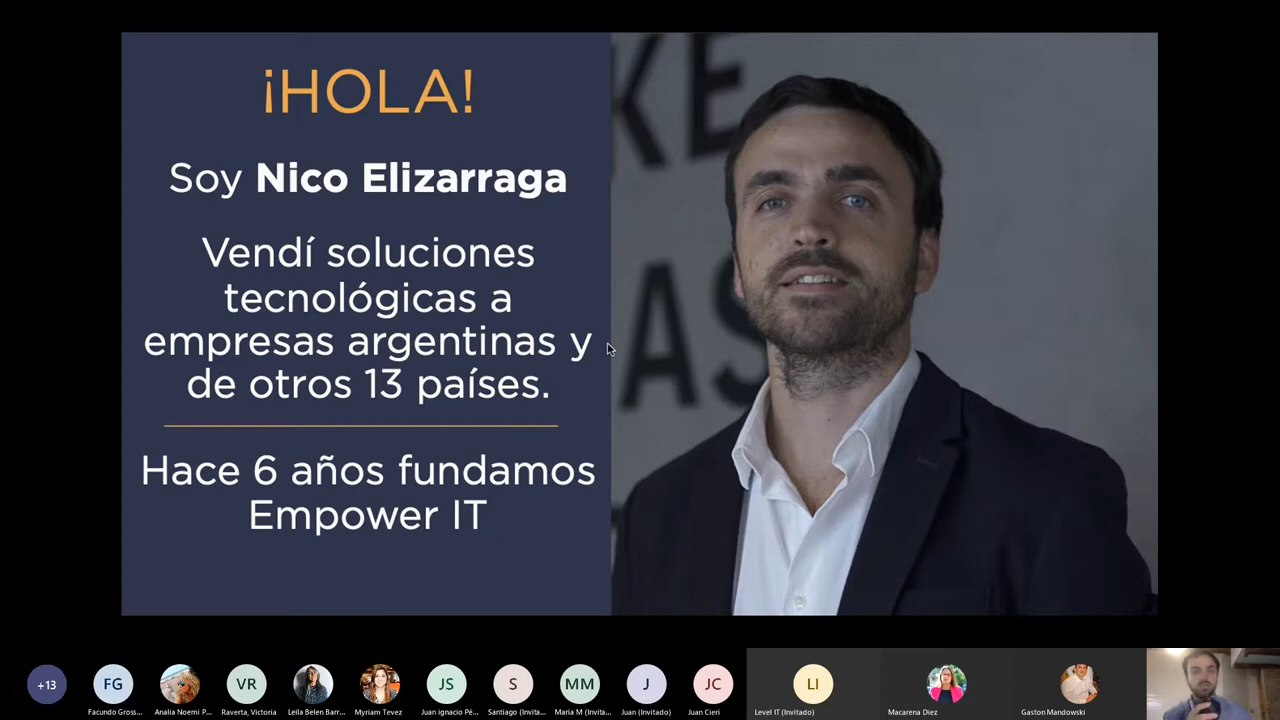 ¡HOLA!
Soy Nico Elizarraga
Vendí soluciones
tecnológicas a
empresas argentinas y
de otros 13 países.
Hace 6 años fundamos
Empower IT
KE
AS
+13
FG
VR
JS
S
MM
J
JC
LI
Facundo Gross...
Analia Noemi P...
Raverta, Victoria
Leila Belen Barr...
Myriam Tevez
Juan ignacio Pé...
Santiago (Invita...
Maria M (Invita...
Juan (Invitado)
Juan Cieri
Level IT (Invitado)
Macarena Diez
Gaston Mandowski